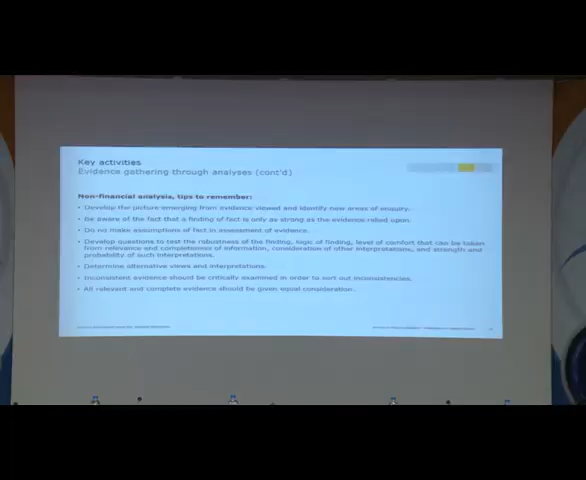 Key activities
Evidence gathering through analyses (cont'd)
Non-financial analysis, tips to remember:
• Develop the picture emerging from evidence viewed and identify new areas of enquiry.
• Be aware of the fact that a finding of fact is only as strong as the evidence relied upon.
• Do no make assumptions of fact in assessment of evidence.
• Develop questions to test the robustness of the finding, logic of finding, level of comfort that can be taken
from relevance and completeness of information, consideration of other interpretations, and strength and
probability of such interpretations.
• Determine alternative views and interpretations.
• Inconsistent evidence should be critically examined in order to sort out inconsistencies.
• All relevant and complete evidence should be given equal consideration.